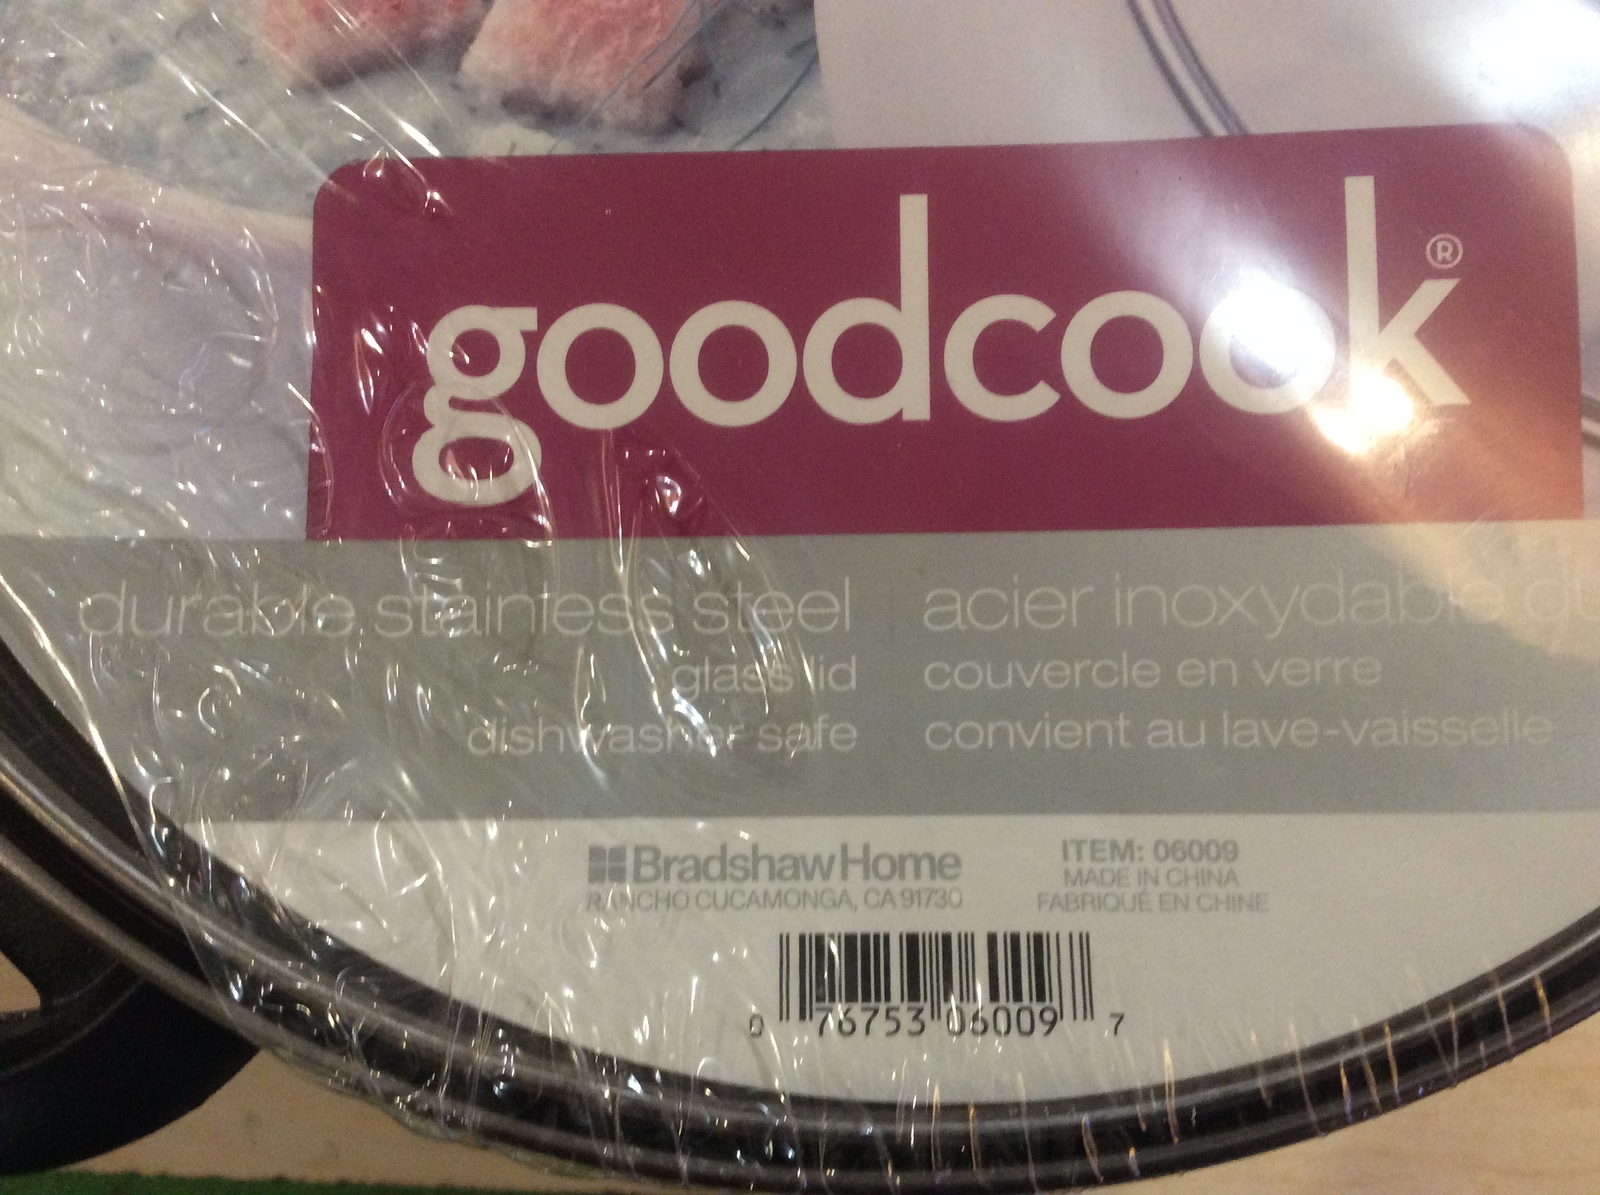 goodcook®
durable stainless steel
glass lid
dishwasher safe
acier inoxydable
couvercle en verre
convient au lave-vaisselle
BradshawHome
RANCHO CUCAMONGA, CA 91730
ITEM: 06009
MADE IN CHINA
FABRIQUÉ EN CHINE
0 76753 06009 7